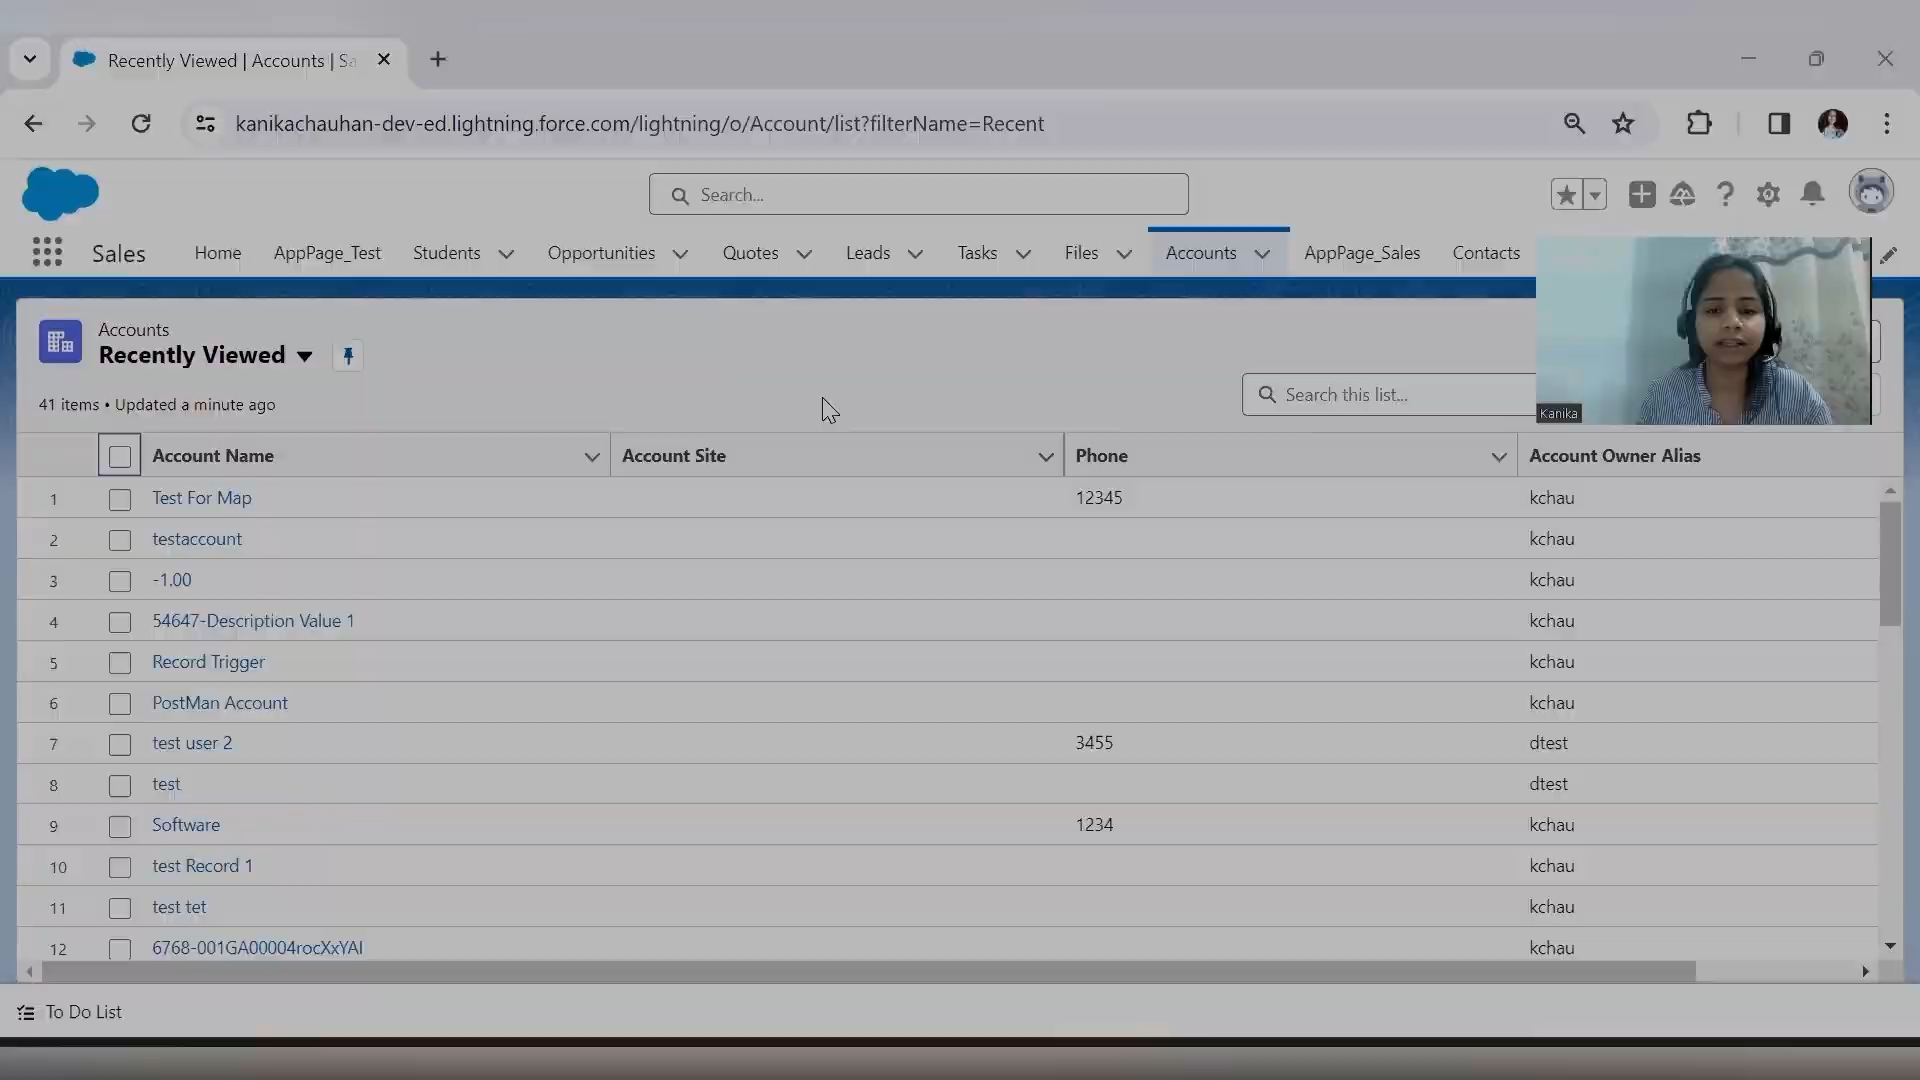 Recently Viewed | Accounts | Sa
kanikachauhan-dev-ed.lightning.force.com/lightning/o/Account/list?filterName=Recent
Search...
Sales
Home
AppPage_Test
Students
Opportunities
Quotes
Leads
Tasks
Files
Accounts
AppPage_Sales
Contacts
Accounts
Recently Viewed
41 items • Updated a minute ago
Search this list...
Kanika
Account Name
Account Site
Phone
Account Owner Alias
1 Test For Map 12345 kchau
2 testaccount kchau
3 -1.00 kchau
4 54647-Description Value 1 kchau
5 Record Trigger kchau
6 PostMan Account kchau
7 test user 2 3455 dtest
8 test dtest
9 Software 1234 kchau
10 test Record 1 kchau
11 test tet kchau
12 6768-001GA00004rocXxYAI kchau
To Do List